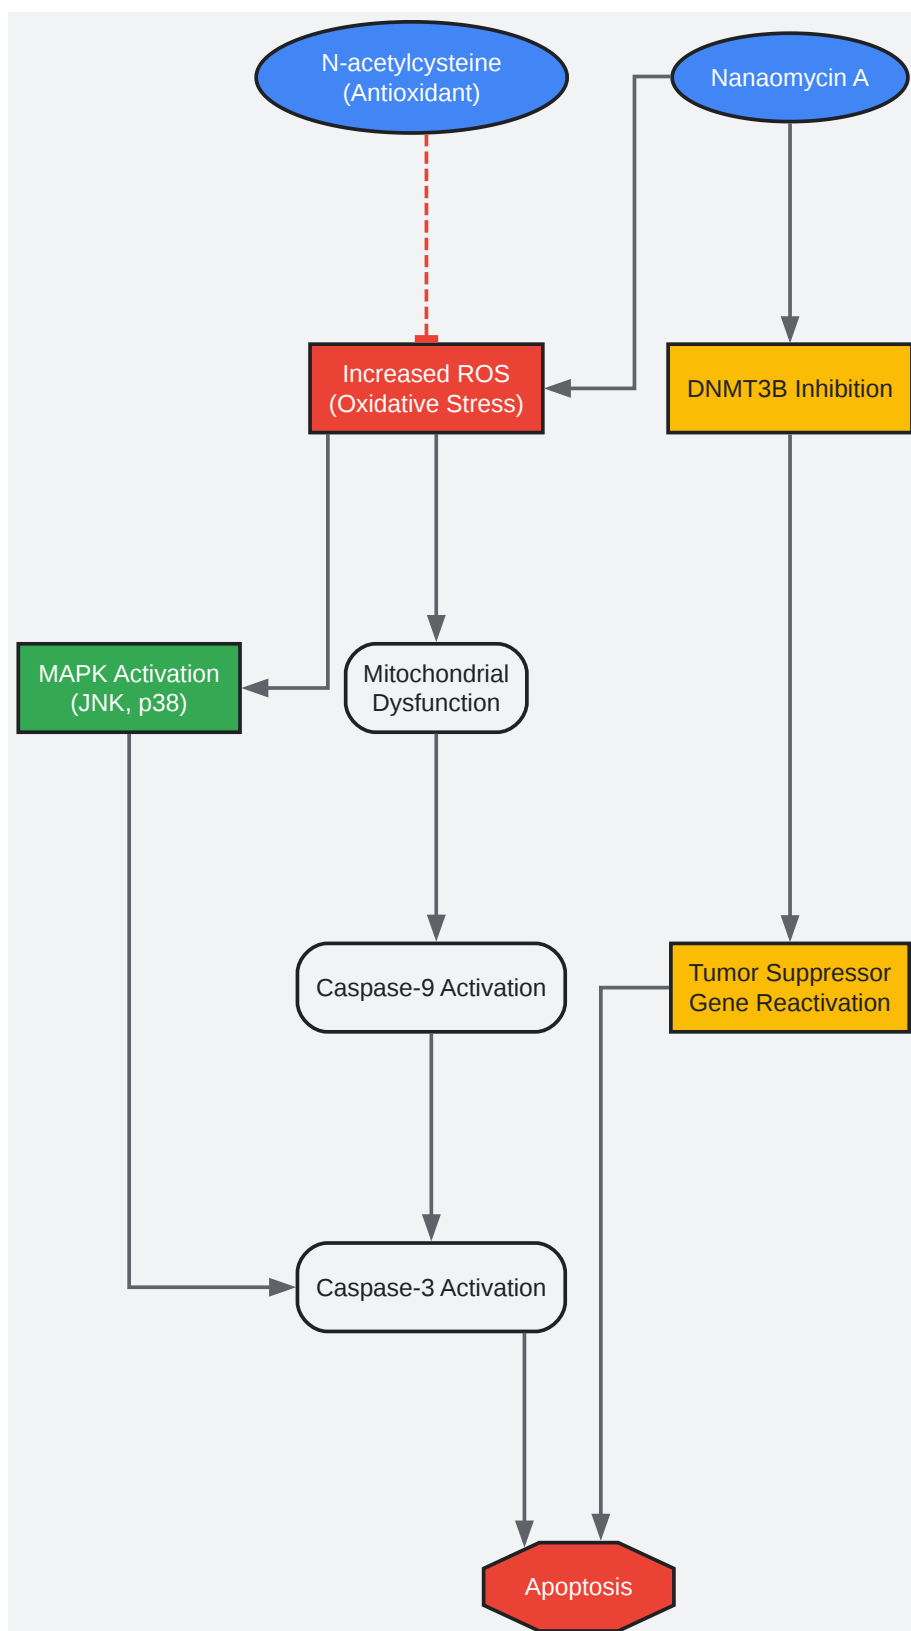 N-acetylcysteine
(Antioxidant)
Nanaomycin A
Increased ROS
(Oxidative Stress)
DNMT3B Inhibition
MAPK Activation
(JNK, p38)
Mitochondrial
Dysfunction
Caspase-9 Activation
Tumor Suppressor
Gene Reactivation
Caspase-3 Activation
Apoptosis